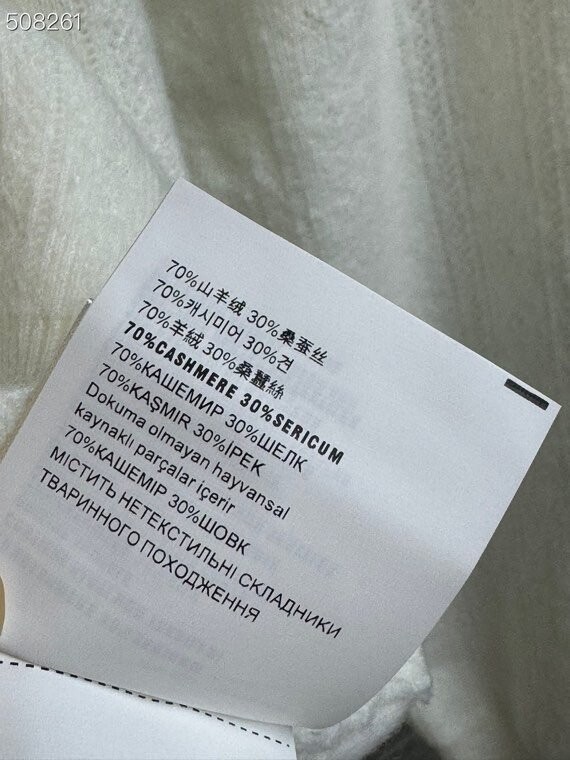 508261
70%山羊绒 30%桑蚕丝
70%캐시미어 30%견
70%羊絨 30%桑蠶絲
70%CASHMERE 30%SERICUM
70%КАШЕМИР 30%ШЕЛК
70%KAŞMIR 30%İPEK
Dokuma olmayan hayvansal
kaynaklı parçalar içerir
70%КАШЕМІР 30%ШОВК
МІСТИТЬ НЕТЕКСТИЛЬНІ СКЛАДНИКИ
ТВАРИННОГО ПОХОДЖЕННЯ